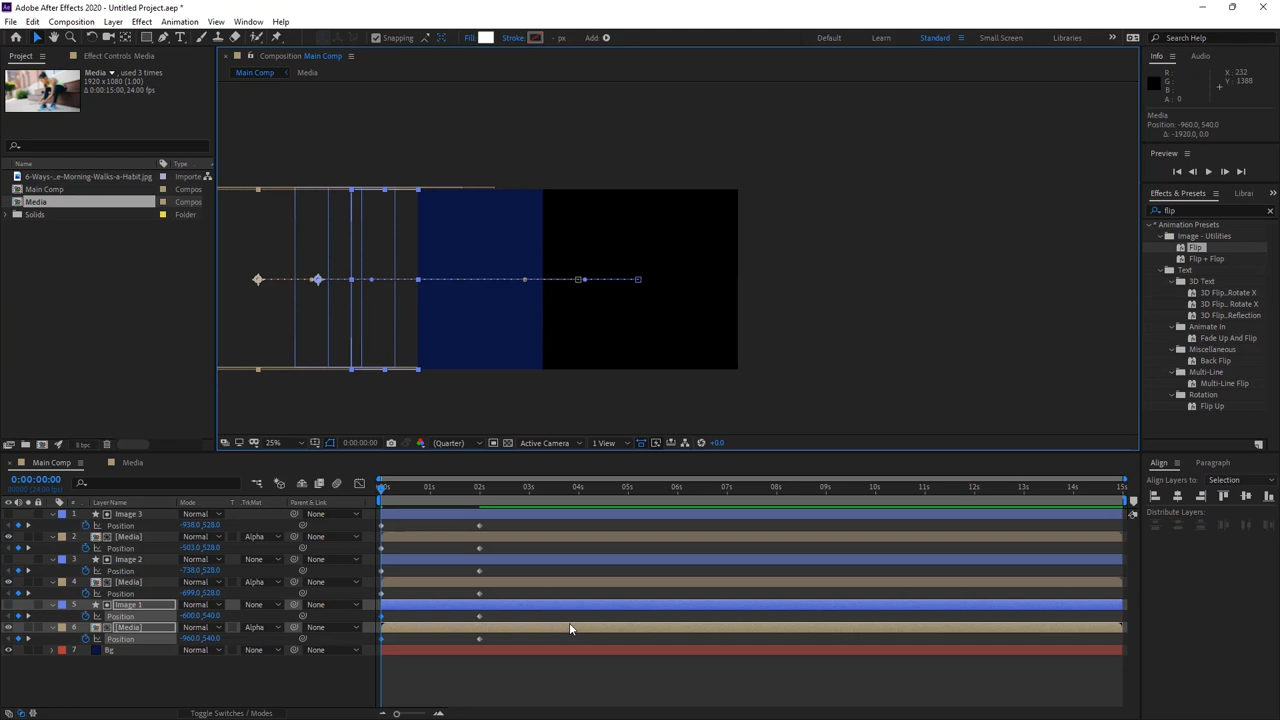 Adobe After Effects 2020 - Untitled Project.aep *
File Edit Composition Layer Effect Animation View Window Help
Snapping Fill: Stroke: - px Add: Default Learn Standard Small Screen Libraries Search Help
Project Effect Controls Media
Composition Main Comp
Main Comp Media
Media , used 3 times
1920 x 1080 (1.00)
Δ 0:00:15:00, 24.00 fps
Name Type
6-Ways-..e-Morning-Walks-a-Habit.jpg Importe
Main Comp Compos
Media Compos
Solids Folder
8 bpc
25% 0:00:00:00 (Quarter) Active Camera 1 View +0.0
Info Audio
R :
G :
B :
A : 0
X : 232
Y : 1388
Media
Position: -960.0, 540.0
Δ: -1920.0, 0.0
Preview
Effects & Presets Librar
flip
* Animation Presets
Image - Utilities
Flip
Flip + Flop
Text
3D Text
3D Flip...Rotate X
3D Flip... Rotate X
3D Flip...Reflection
Animate In
Fade Up And Flip
Miscellaneous
Back Flip
Multi-Line
Multi-Line Flip
Rotation
Flip Up
Align Paragraph
Align Layers to: Selection
Distribute Layers:
Main Comp Media
0:00:00:00
00000 (24.00 fps)
Layer Name Mode T .TrkMat Parent & Link
:00s 01s 02s 03s 04s 05s 06s 07s 08s 09s 10s 11s 12s 13s 14s 15s
1 Image 3 Normal None
Position -938.0,528.0
2 [Media] Normal Alpha None
Position -503.0,528.0
3 Image 2 Normal None None
Position -738.0,528.0
4 [Media] Normal Alpha None
Position -699.0,528.0
5 Image 1 Normal None None
Position -600.0,540.0
6 [Media] Normal Alpha None
Position -960.0,540.0
7 Bg Normal None None
Toggle Switches / Modes